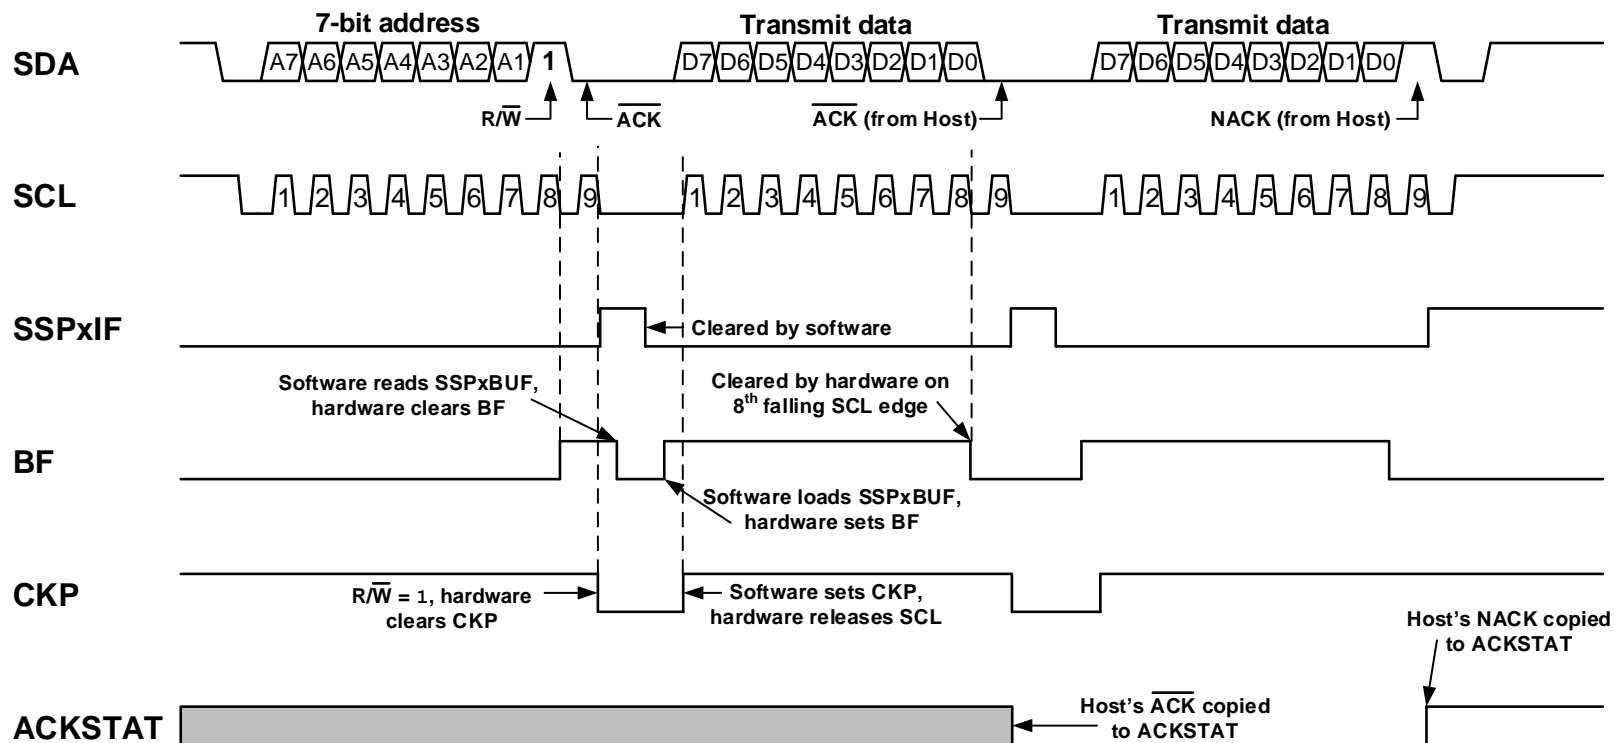 7-bit address Transmit data Transmit data
SDA A7 A6 A5 A4 A3 A2 A1 1 D7 D6 D5 D4 D3 D2 D1 D0 D7 D6 D5 D4 D3 D2 D1 D0
R/W̅ A̅C̅K̅ A̅C̅K̅ (from Host) NACK (from Host)
SCL 1 2 3 4 5 6 7 8 9 1 2 3 4 5 6 7 8 9 1 2 3 4 5 6 7 8 9
SSPxIF
Cleared by software
Software reads SSPxBUF,
hardware clears BF
Cleared by hardware on
8th falling SCL edge
BF
Software loads SSPxBUF,
hardware sets BF
CKP
R/W̅ = 1, hardware
clears CKP
Software sets CKP,
hardware releases SCL
Host's NACK copied
to ACKSTAT
ACKSTAT
Host's A̅C̅K̅ copied
to ACKSTAT